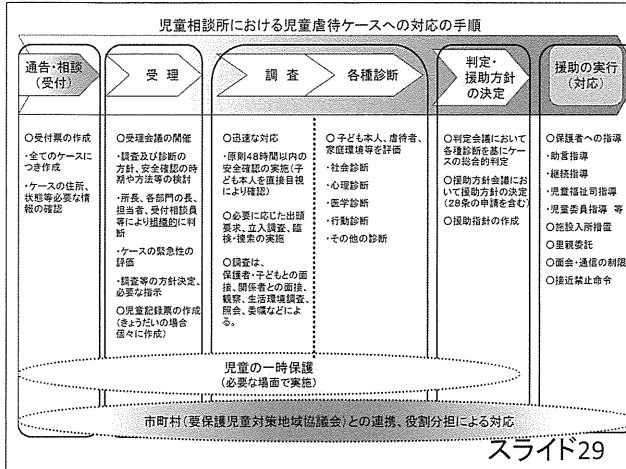 児童相談所における児童虐待ケースへの対応の手順
通告・相談
(受付)
受 理
調 査
各種診断
判定・
援助方針
の決定
援助の実行
(対応)
○受付票の作成
・全てのケースに
つき作成
・ケースの住所、
状態等必要な情
報の確認
○受理会議の開催
・調査及び診断の
方針、安全確認の時
期や方法等の検討
・所長、各部門の長、
担当者、受付相談員
等により組織的に判
断
・ケースの緊急性の
評価
・調査等の方針決定、
必要な指示
○児童記録票の作成
(きょうだいの場合
個々に作成)
○迅速な対応
・原則48時間以内の
安全確認の実施(子
ども本人を直接目視
により確認)
○必要に応じた出頭
要求、立入調査、臨
検・捜索の実施
○調査は、
保護者・子どもとの面
接、関係者との面接、
観察、生活環境調査、
照会、委嘱などによ
る。
○子ども本人、虐待者、
家庭環境等を評価
・社会診断
・心理診断
・医学診断
・行動診断
・その他の診断
○判定会議において
各種診断を基にケー
スの総合的判定
○援助方針会議にお
いて援助方針の決定
(28条の申請を含む)
○援助指針の作成
○保護者への指導
・助言指導
・継続指導
・児童福祉司指導
・児童委員指導 等
○施設入所措置
○里親委託
○面会・通信の制限
○接近禁止命令
児童の一時保護
(必要な場面で実施)
市町村(要保護児童対策地域協議会)との連携、役割分担による対応
スライド29